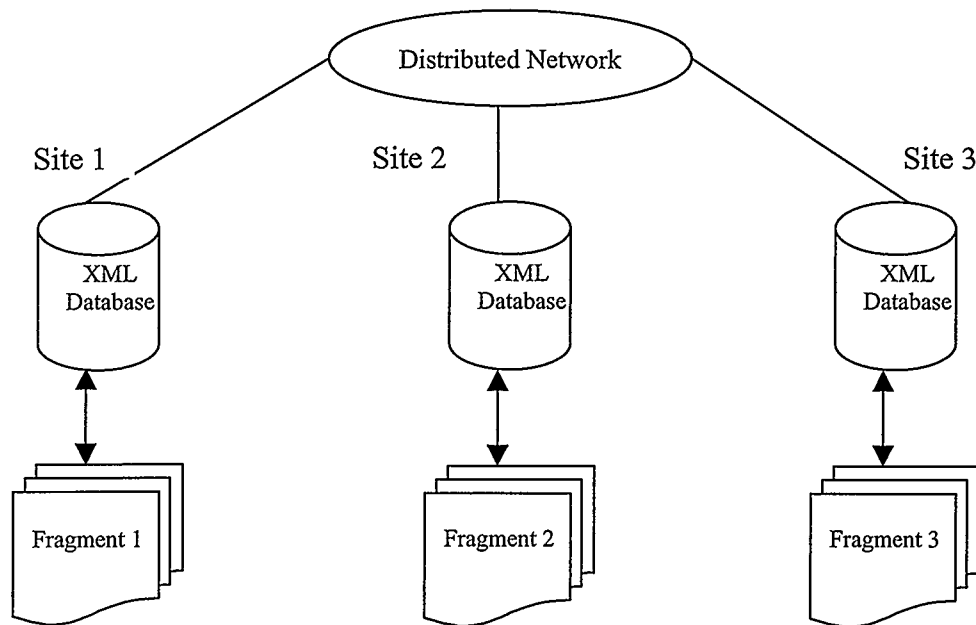 Distributed Network
Site 1
Site 2
Site 3
XML
Database
XML
Database
XML
Database
Fragment 1
Fragment 2
Fragment 3